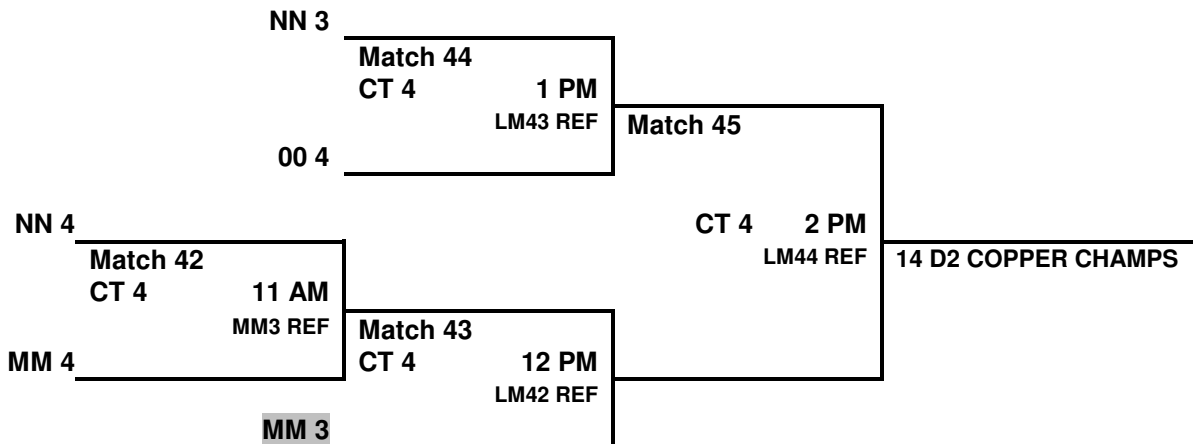 NN 3
Match 44
CT 4 1 PM
LM43 REF
Match 45
00 4
NN 4
CT 4 2 PM
Match 42
LM44 REF
14 D2 COPPER CHAMPS
CT 4 11 AM
MM3 REF
Match 43
MM 4
CT 4 12 PM
LM42 REF
MM 3